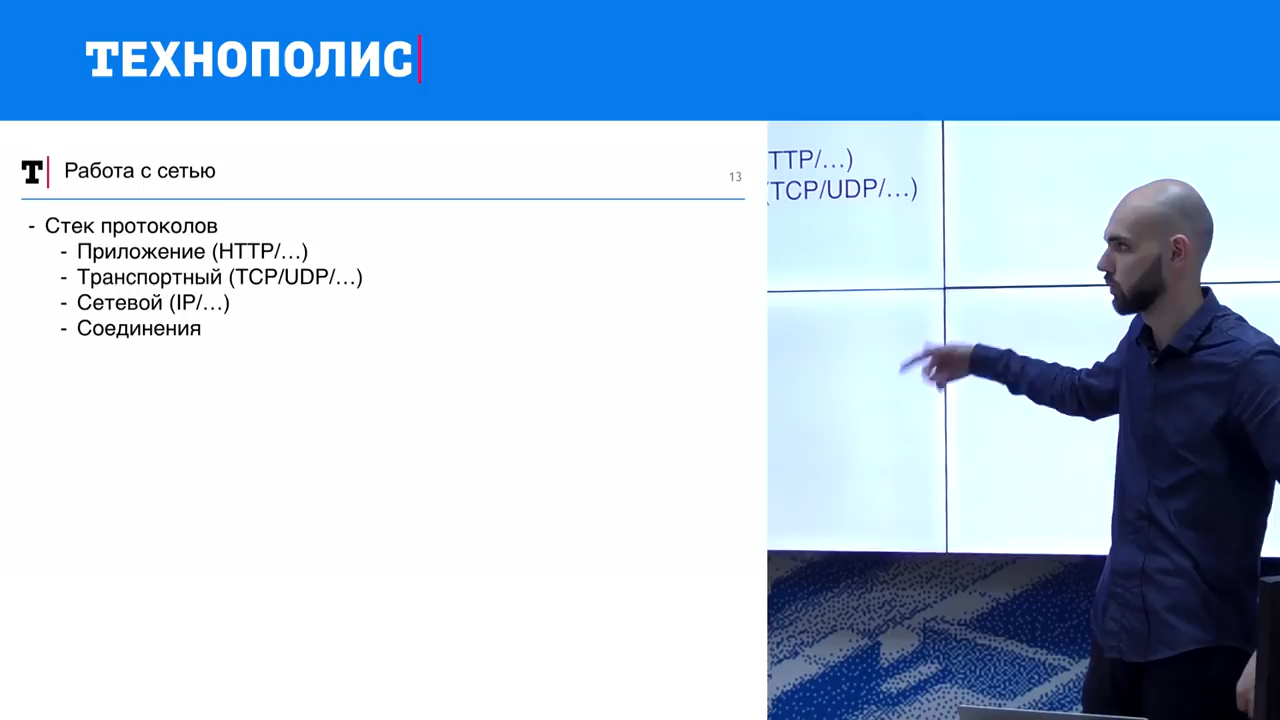 ТЕХНОПОЛИС
Т Работа с сетью
13
- Стек протоколов
- Приложение (HTTP/...)
- Транспортный (TCP/UDP/...)
- Сетевой (IP/...)
- Соединения
TTP/...)
(TCP/UDP/...)